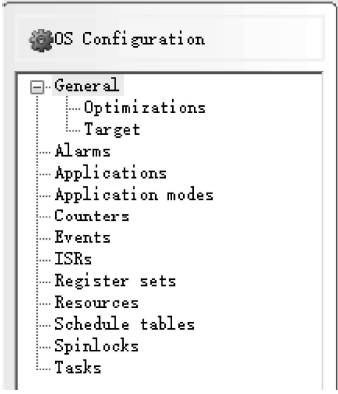 OS Configuration
General
Optimizations
Target
Alarms
Applications
Application modes
Counters
Events
ISRs
Register sets
Resources
Schedule tables
Spinlocks
Tasks